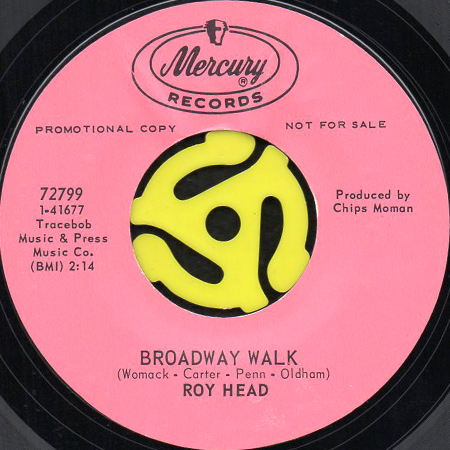 Mercury
RECORDS
PROMOTIONAL COPY
NOT FOR SALE
72799
1-41677
Tracebob
Music & Press
Music Co.
(BMI) 2:14
Produced by
Chips Moman
BROADWAY WALK
(Womack - Carter - Penn - Oldham)
ROY HEAD